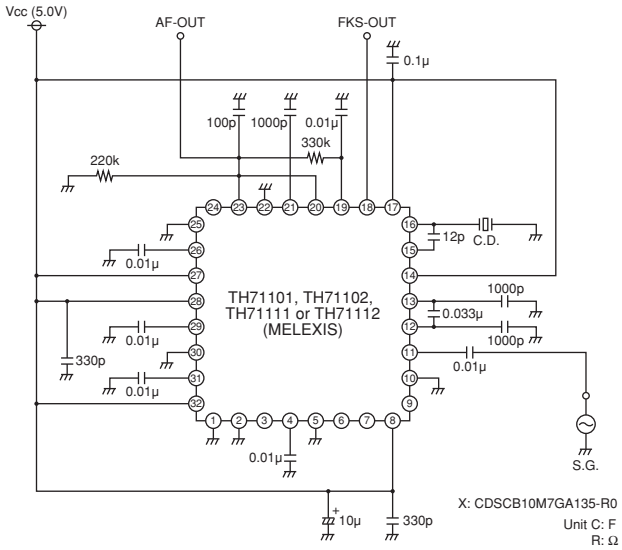 Vcc (5.0V)
AF-OUT
FKS-OUT
0.1μ
100p
1000p
0.01μ
330k
220k
24
23
22
21
20
19
18
17
25
16
12p
C.D.
26
0.01μ
15
27
14
28
TH71101, TH71102,
TH71111 or TH71112
(MELEXIS)
13
1000p
0.033μ
29
0.01μ
12
1000p
330p
30
11
0.01μ
31
0.01μ
10
32
9
1
2
3
4
5
6
7
8
0.01μ
S.G.
+
10μ
330p
X: CDSCB10M7GA135-R0
Unit C: F
R: Ω